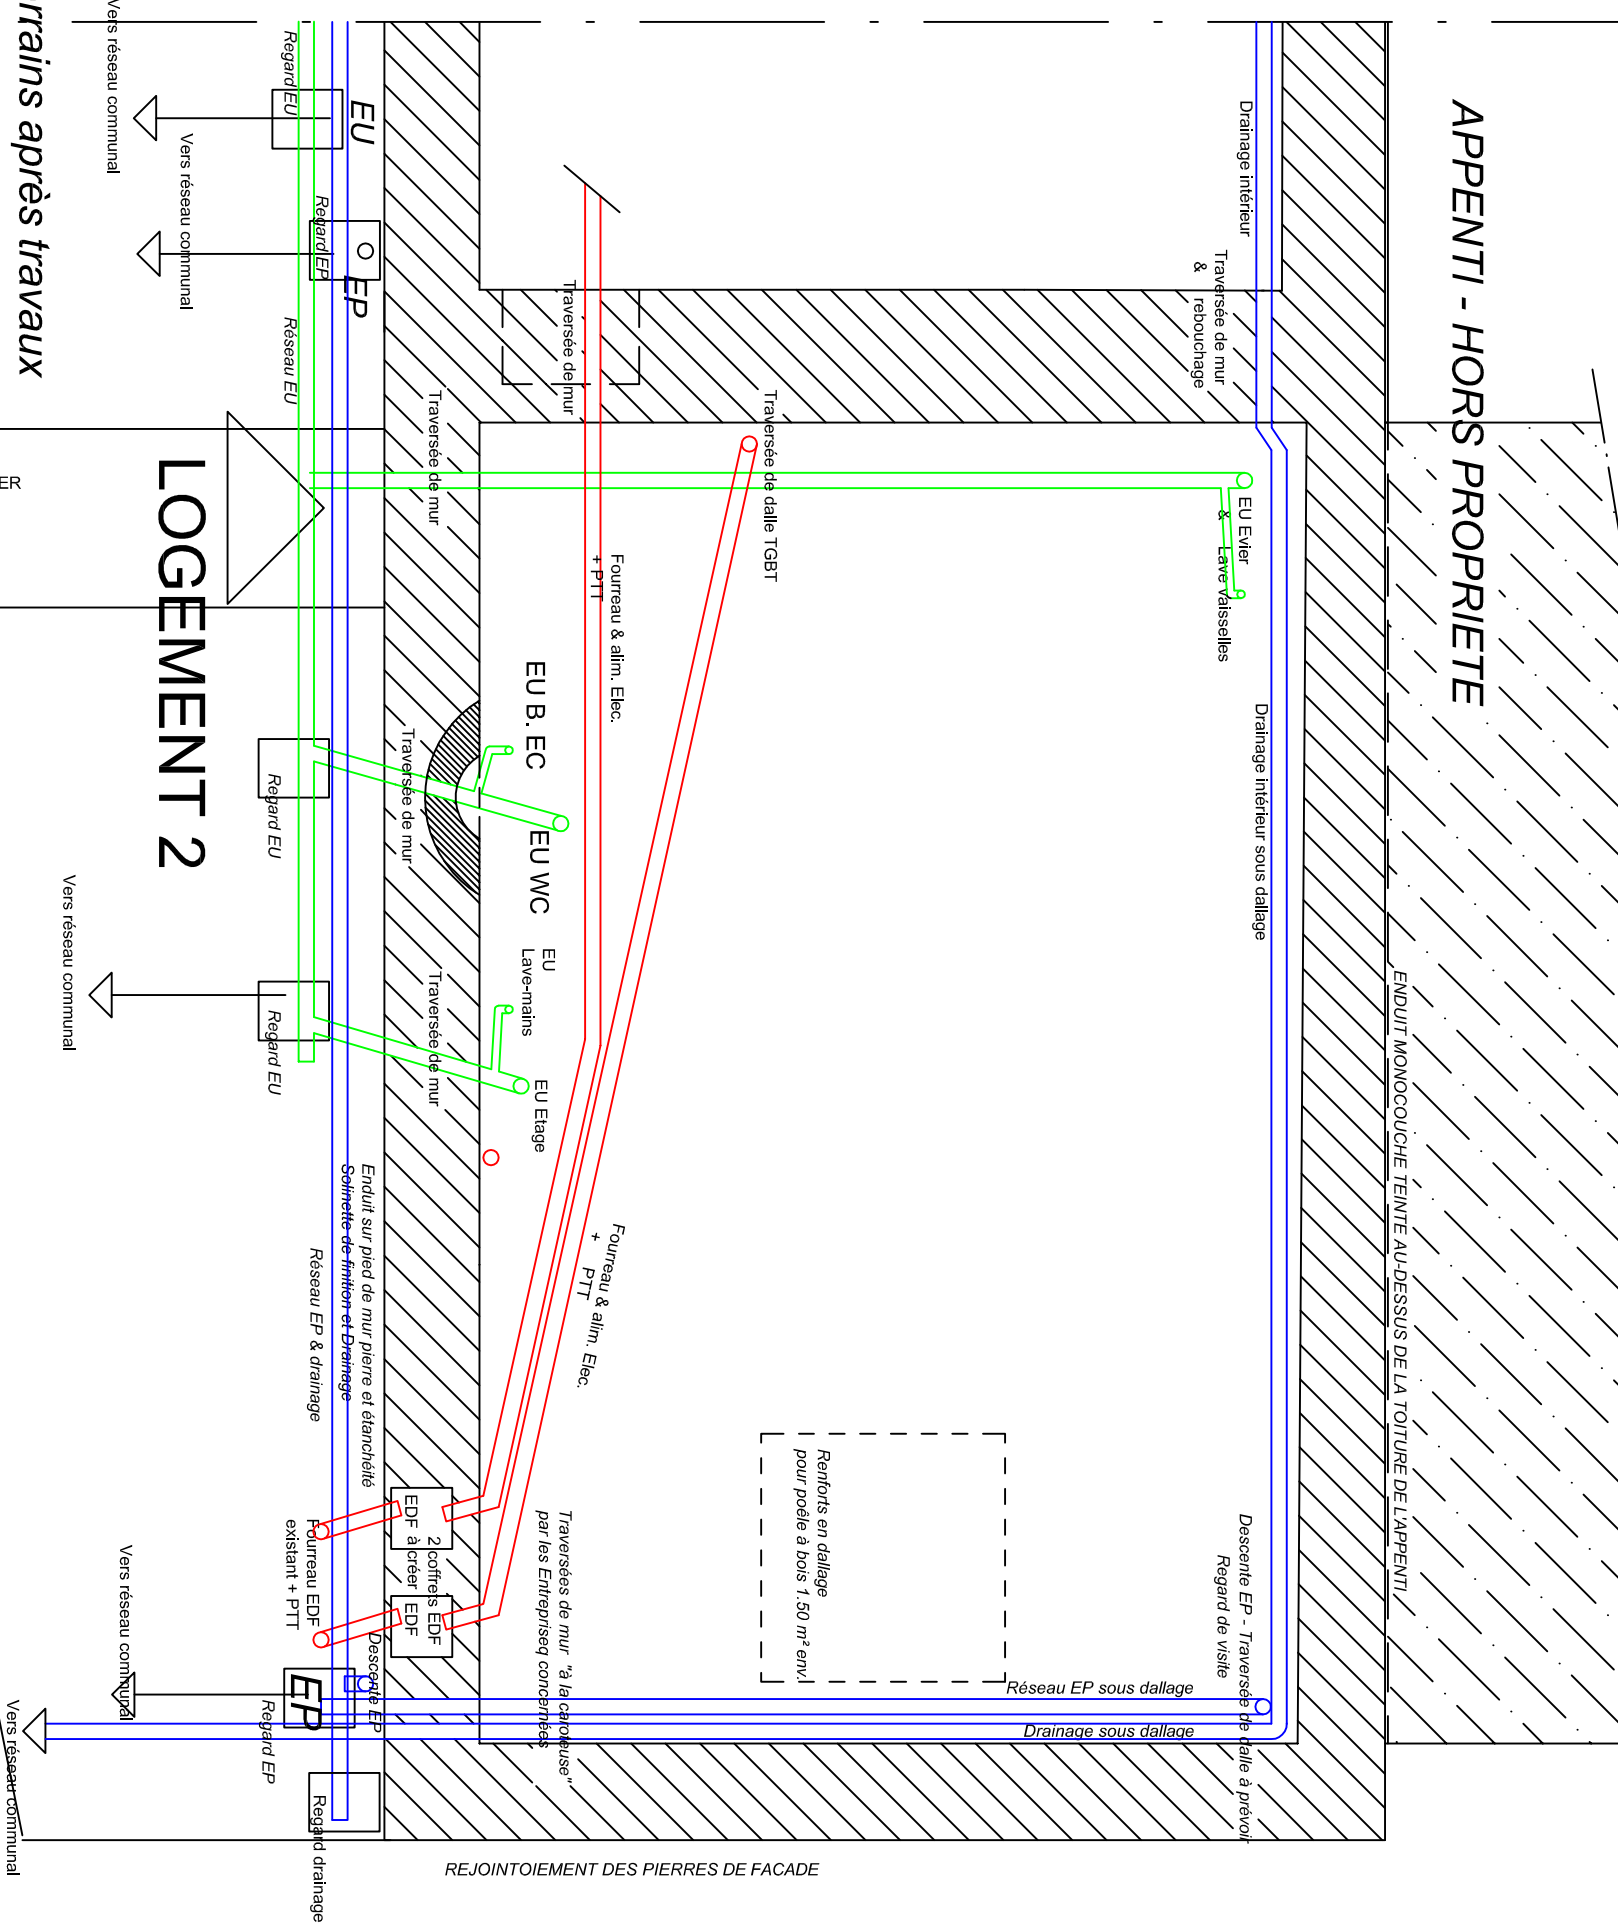 APPENTI - HORS PROPRIETE
ENDUIT MONOCOUCHE TEINTE AU-DESSUS DE LA TOITURE DE L'APPENTI
Drainage intérieur
Traversée de mur
& rebouchage
EU Evier
& Lave vaisselles
Drainage intérieur sous dallage
Descente EP - Traversée de dalle à prévoir
Regard de visite
Traversée de dalle TGBT
Renforts en dallage
pour poêle à bois 1.50 m² env.
Réseau EP sous dallage
Drainage sous dallage
Traversée de mur
Fourreau & alim. Elec.
+ PTT
Fourreau & alim. Elec.
+ PTT
EU B. EC
EU WC
EU
Lave-mains
EU Etage
Traversées de mur "à la caroteuse"
par les Entrepriseq concernées
Traversée de mur
Traversée de mur
Traversée de mur
2 coffrets EDF
EDF à créer EDF
EU
EP
Enduit sur pied de mur pierre et étanchéité
Solinette de finition et Drainage
Descente EP
Regard EU
Regard EP
Réseau EU
Regard EU
Regard EU
Réseau EP & drainage
Fourreau EDF
existant + PTT
EP
Regard EP
Regard drainage
LOGEMENT 2
Vers réseau communal
Vers réseau communal
Vers réseau communal
Vers réseau communal
Vers réseau communal
rrains après travaux
ER
REJOINTOIEMENT DES PIERRES DE FACADE